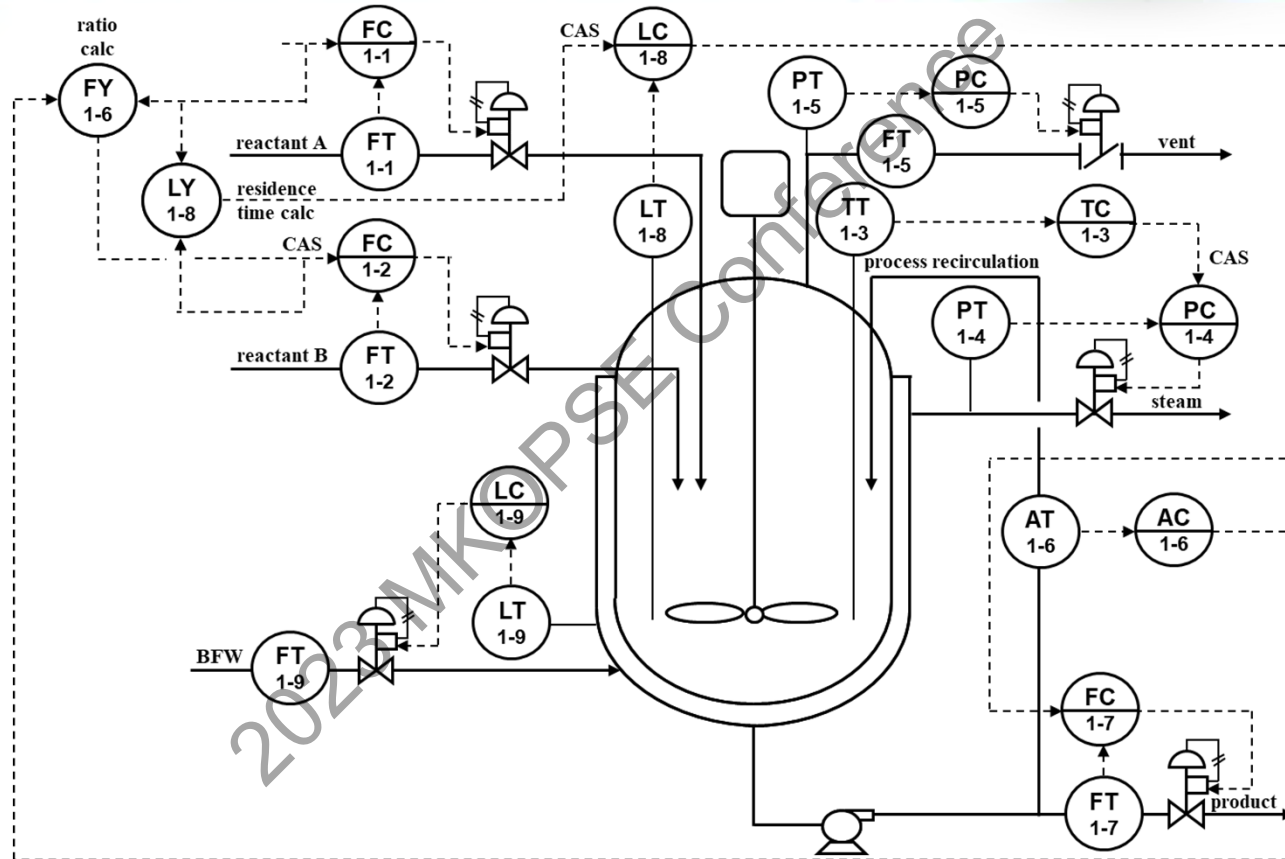 ratio
calc
FY
1-6
FC
1-1
CAS
LC
1-8
PT
1-5
PC
1-5
reactant A
FT
1-1
FT
1-5
vent
LY
1-8
residence
time calc
LT
1-8
TT
1-3
TC
1-3
CAS
FC
1-2
process recirculation
CAS
PT
1-4
PC
1-4
reactant B
FT
1-2
steam
LC
1-9
AT
1-6
AC
1-6
LT
1-9
BFW
FT
1-9
FC
1-7
FT
1-7
product
2023 MKOPSE Conference